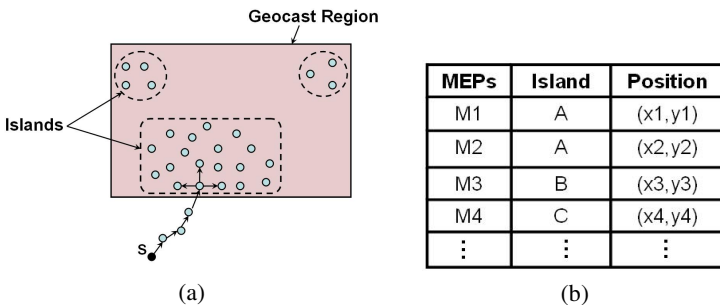 Geocast Region
Islands
S
(a)
MEPs Island Position
M1 A (x1,y1)
M2 A (x2,y2)
M3 B (x3,y3)
M4 C (x4,y4)
⋮ ⋮ ⋮
(b)